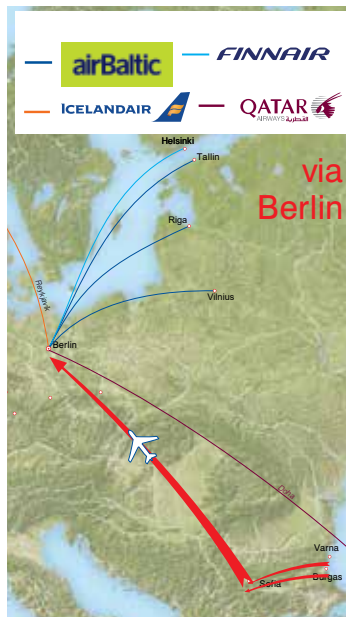 airBaltic
FINNAIR
ICELANDAIR
QATAR
AIRWAYS القطرية
via
Berlin
Helsinki
Tallin
Riga
Reykjavik
Vilnius
Berlin
Doha
Varna
Burgas
Sofia